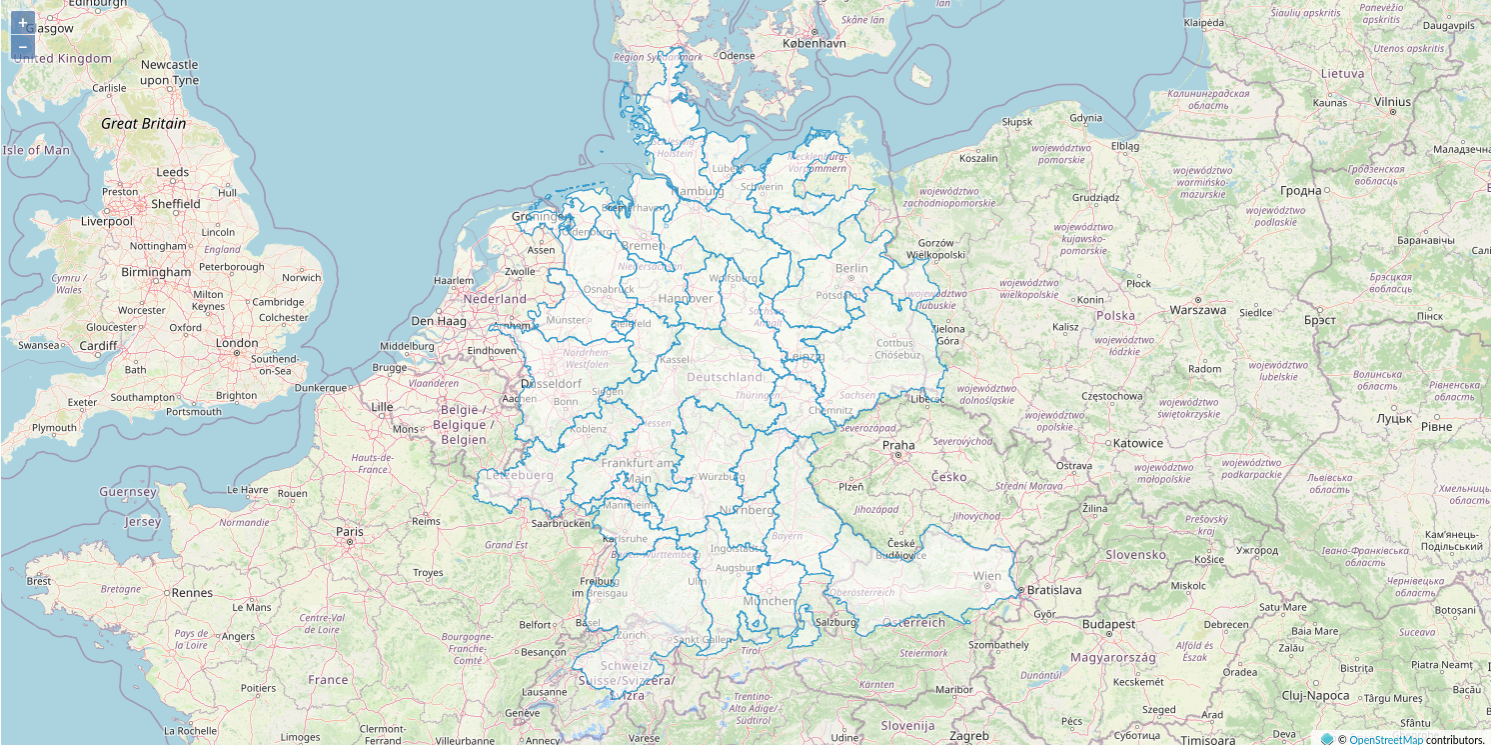 Edinburgh
+
−
Glasgow
United Kingdom
Newcastle
upon Tyne
Carlisle
Great Britain
Isle of Man
Leeds
Preston
Hull
Liverpool
Sheffield
Lincoln
England
Nottingham
Peterborough
Norwich
Birmingham
Cymru /
Wales
Worcester
Milton
Keynes
Cambridge
Colchester
Gloucester
Oxford
Swansea
Cardiff
London
Southend-
on-Sea
Bath
Southampton
Brighton
Exeter
Portsmouth
Plymouth
Guernsey
Jersey
København
Skåne län
län
Odense
Klaipėda
Šiaulių apskritis
Panevėžio
apskritis
Daugavpils
Utenos apskritis
Lietuva
Kaunas
Vilnius
Калининградская
область
Маладзечна
Гродзенская
вобласць
Гродна
Баранавічы
Брэсцкая
вобласць
Пінск
Брэст
Słupsk
Gdynia
Koszalin
Elbląg
województwo
pomorskie
województwo
warmińsko-
mazurskie
województwo
zachodniopomorskie
Grudziądz
województwo
podlaskie
województwo
kujawsko-
pomorskie
Gorzów
Wielkopolski
województwo
lubuskie
województwo
wielkopolskie
Konin
Płock
Polska
Warszawa
Siedlce
Zielona
Góra
Kalisz
województwo
łódzkie
Radom
województwo
lubelskie
województwo
dolnośląskie
Częstochowa
województwo
opolskie
województwo
świętokrzyskie
Katowice
województwo
małopolskie
województwo
podkarpackie
Волинська
область
Рівненська
область
Луцьк
Рівне
Львівська
область
Хмельницька
область
Кам'янець-
Подільський
Івано-Франківська
область
Чернівецька
область
Ужгород
Groningen
Assen
Zwolle
Haarlem
Nederland
Den Haag
Arnhem
Middelburg
Eindhoven
Brugge
Vlaanderen
Dunkerque
Lille
België /
Belgique /
Belgien
Mons
Lëtzebuerg
Schleswig-
Holstein
Lübeck
Mecklenburg-
Vorpommern
Hamburg
Schwerin
Bremerhaven
Oldenburg
Bremen
Niedersachsen
Wolfsburg
Berlin
Potsdam
Osnabrück
Hannover
Sachsen-
Anhalt
Münster
Bielefeld
Nordrhein-
Westfalen
Kassel
Leipzig
Cottbus -
Chóśebuz
Deutschland
Düsseldorf
Aachen
Bonn
Siegen
Thüringen
Sachsen
Chemnitz
Liberec
Koblenz
Hessen
Frankfurt am
Main
Würzburg
Mannheim
Nürnberg
Saarbrücken
Karlsruhe
Baden-Württemberg
Bayern
Ingolstadt
Augsburg
Ulm
Freiburg
im Breisgau
München
Severozápad
Praha
Severovýchod
Česko
Plzeň
Ostrava
Střední Morava
Jihozápad
Jihovýchod
České
Budějovice
Žilina
Prešovský
kraj
Slovensko
Košice
Bratislava
Wien
Oberösterreich
Salzburg
Österreich
Steiermark
Kärnten
Tirol
Basel
Zürich
Sankt Gallen
Schweiz/
Suisse/Svizzera/
Svizra
Lausanne
Genève
Trentino-
Alto Adige/
Südtirol
Udine
Maribor
Slovenija
Zagreb
Győr
Szombathely
Budapest
Magyarország
Dunántúl
Kecskemét
Pécs
Szeged
Miskolc
Debrecen
Alföld és
Észak
Суботица
Arad
Timișoara
Satu Mare
Baia Mare
Zalău
Oradea
Bistrița
Cluj-Napoca
Târgu Mureș
Deva
Sfântu
Botoșani
Suceava
Piatra Neamț
Bacău
Hauts-de-
France
Le Havre
Rouen
Normandie
Reims
Paris
Grand Est
Troyes
Brest
Bretagne
Rennes
Le Mans
Centre-Val
de Loire
Pays de
la Loire
Angers
Bourgogne-
Franche-
Comté
Belfort
Besançon
France
Poitiers
La Rochelle
Limoges
Clermont-
Ferrand
Villeurbanne
Annecy
© OpenStreetMap contributors.